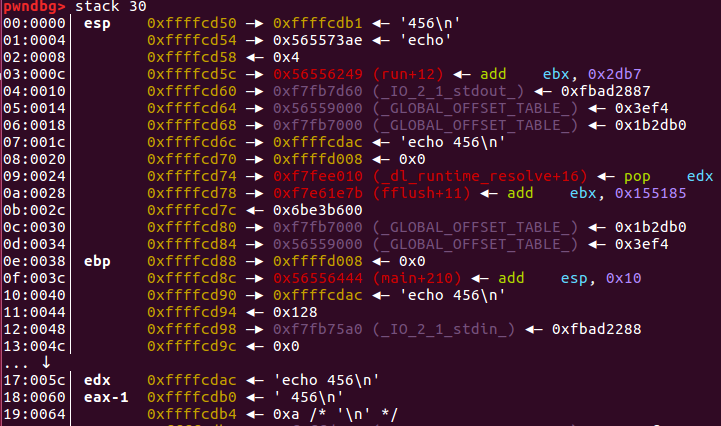 pwndbg> stack 30
00:0000│ esp 0xffffcd50 —▸ 0xffffcdb1 ◂— '456\n'
01:0004│ 0xffffcd54 —▸ 0x565573ae ◂— 'echo'
02:0008│ 0xffffcd58 ◂— 0x4
03:000c│ 0xffffcd5c —▸ 0x56556249 (run+12) ◂— add ebx, 0x2db7
04:0010│ 0xffffcd60 —▸ 0xf7fb7d60 (_IO_2_1_stdout_) ◂— 0xfbad2887
05:0014│ 0xffffcd64 —▸ 0x56559000 (_GLOBAL_OFFSET_TABLE_) ◂— 0x3ef4
06:0018│ 0xffffcd68 —▸ 0xf7fb7000 (_GLOBAL_OFFSET_TABLE_) ◂— 0x1b2db0
07:001c│ 0xffffcd6c —▸ 0xffffcdac ◂— 'echo 456\n'
08:0020│ 0xffffcd70 —▸ 0xffffd008 ◂— 0x0
09:0024│ 0xffffcd74 —▸ 0xf7fee010 (_dl_runtime_resolve+16) ◂— pop edx
0a:0028│ 0xffffcd78 —▸ 0xf7e61e7b (fflush+11) ◂— add ebx, 0x155185
0b:002c│ 0xffffcd7c ◂— 0x6be3b600
0c:0030│ 0xffffcd80 —▸ 0xf7fb7000 (_GLOBAL_OFFSET_TABLE_) ◂— 0x1b2db0
0d:0034│ 0xffffcd84 —▸ 0x56559000 (_GLOBAL_OFFSET_TABLE_) ◂— 0x3ef4
0e:0038│ ebp 0xffffcd88 —▸ 0xffffd008 ◂— 0x0
0f:003c│ 0xffffcd8c —▸ 0x56556444 (main+210) ◂— add esp, 0x10
10:0040│ 0xffffcd90 —▸ 0xffffcdac ◂— 'echo 456\n'
11:0044│ 0xffffcd94 ◂— 0x128
12:0048│ 0xffffcd98 —▸ 0xf7fb75a0 (_IO_2_1_stdin_) ◂— 0xfbad2288
13:004c│ 0xffffcd9c ◂— 0x0
... ↓
17:005c│ edx 0xffffcdac ◂— 'echo 456\n'
18:0060│ eax-1 0xffffcdb0 ◂— ' 456\n'
19:0064│ 0xffffcdb4 ◂— 0xa /* '\n' */